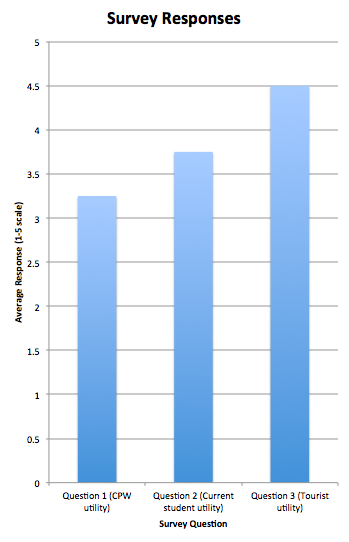 Survey Responses
5
4.5
4
3.5
3
2.5
2
1.5
1
0.5
0
Average Response (1-5 scale)
Question 1 (CPW
utility)
Question 2 (Current
student utility)
Question 3 (Tourist
utility)
Survey Question